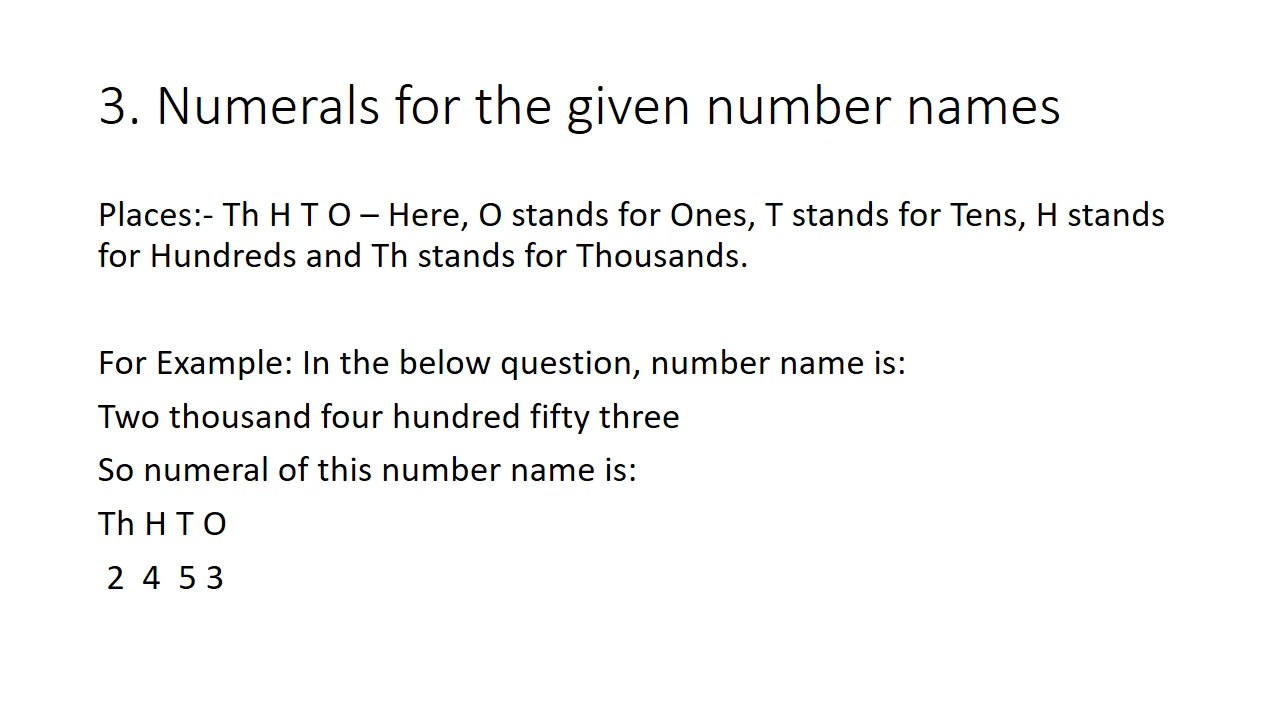 3. Numerals for the given number names
Places:- Th H T O – Here, O stands for Ones, T stands for Tens, H stands
for Hundreds and Th stands for Thousands.
For Example: In the below question, number name is:
Two thousand four hundred fifty three
So numeral of this number name is:
Th H T O
2 4 5 3